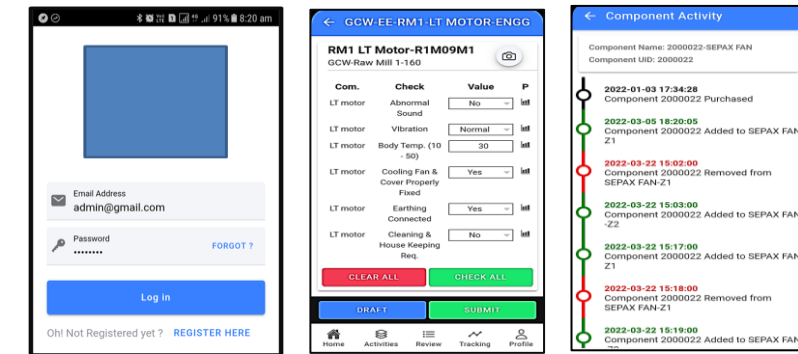 91% 8:20 am
Email Address
admin@gmail.com
Password
FORGOT ?
Log in
Oh! Not Registered yet ? REGISTER HERE
GCW-EE-RM1-LT MOTOR-ENGG
RM1 LT Motor-R1M09M1
GCW-Raw Mill 1-160
Com. Check Value P
LT motor Abnormal Sound No
LT motor Vibration Normal
LT motor Body Temp. (10 - 50) 30
LT motor Cooling Fan & Cover Properly Fixed Yes
LT motor Earthing Connected Yes
LT motor Cleaning & House Keeping Req. No
CLEAR ALL CHECK ALL
DRAFT SUBMIT
Home Activities Review Tracking Profile
Component Activity
Component Name: 2000022-SEPAX FAN
Component UID: 2000022
2022-01-03 17:34:28
Component 2000022 Purchased
2022-03-05 18:20:05
Component 2000022 Added to SEPAX FAN
Z1
2022-03-22 15:02:00
Component 2000022 Removed from
SEPAX FAN-Z1
2022-03-22 15:03:00
Component 2000022 Added to SEPAX FAN
-Z2
2022-03-22 15:17:00
Component 2000022 Added to SEPAX FAN
Z1
2022-03-22 15:18:00
Component 2000022 Removed from
SEPAX FAN-Z1
2022-03-22 15:19:00
Component 2000022 Added to SEPAX FAN